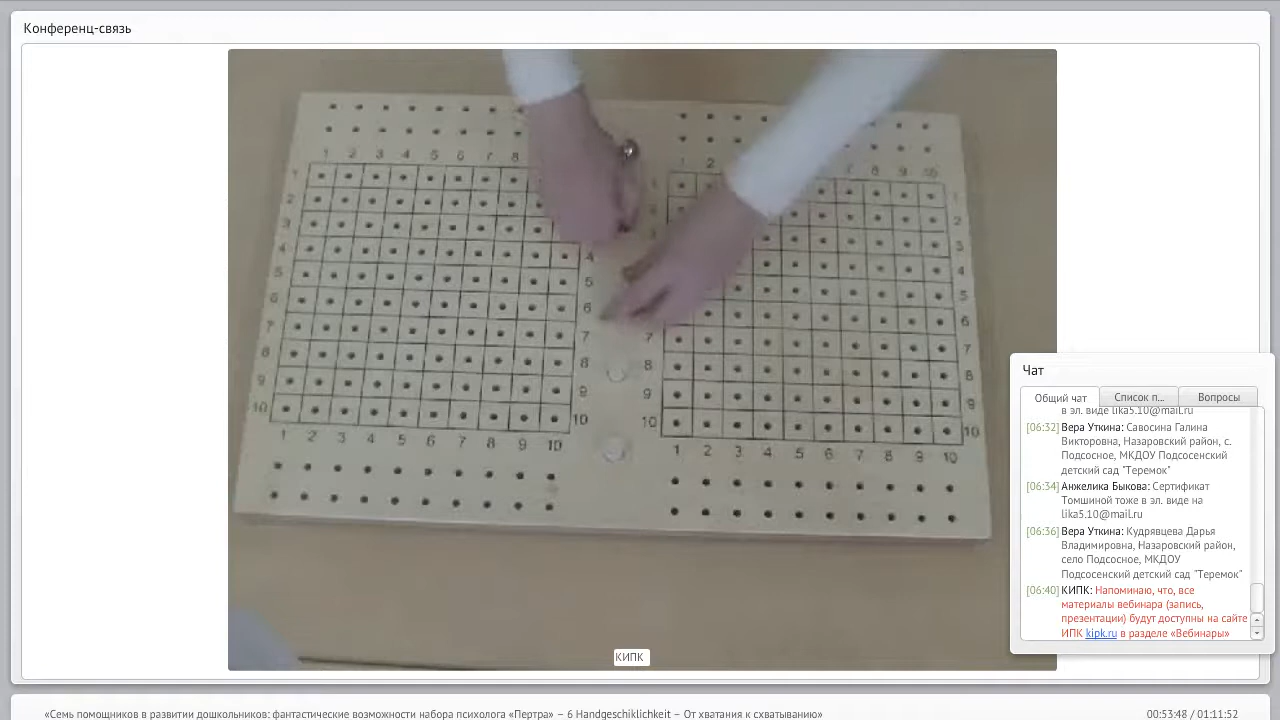 Конференц-связь
1 2 3 4 5 6 7 8
1 2 7 8 9 10
1 1 1
2 2
3 3
4 4 4
5 5 5
6 6 6
7 7 7 7
8 8 8 8
9 9 9 9
10 10 10 10
1 2 3 4 5 6 7 8 9 10
1 2 3 4 5 6 7 8 9 10
КИПК
Чат
Общий чат Список п... Вопросы
в эл. виде lika5.10@mail.ru
[06:32] Вера Уткина: Савосина Галина
Викторовна, Назаровский район, с.
Подсосное, МКДОУ Подсосенский
детский сад "Теремок"
[06:34] Анжелика Быкова: Сертификат
Томшиной тоже в эл. виде на
lika5.10@mail.ru
[06:36] Вера Уткина: Кудрявцева Дарья
Владимировна, Назаровский район,
село Подсосное, МКДОУ
Подсосенский детский сад "Теремок"
[06:40] КИПК: Напоминаю, что, все
материалы вебинара (запись,
презентации) будут доступны на сайте
ИПК kipk.ru в разделе «Вебинары»
«Семь помощников в развитии дошкольников: фантастические возможности набора психолога «Пертра» – 6 Handgeschiklichkeit – От хватания к схватыванию»
00:53:48 / 01:11:52